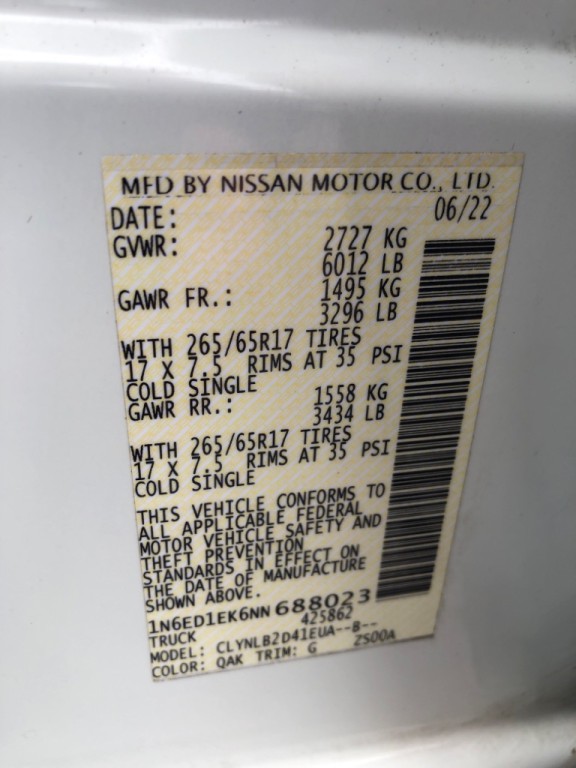 MFD BY NISSAN MOTOR CO., LTD.
DATE: 06/22
GVWR: 2727 KG
6012 LB
GAWR FR.: 1495 KG
3296 LB
WITH 265/65R17 TIRES
17 X 7.5 RIMS AT 35 PSI
COLD SINGLE
GAWR RR.: 1558 KG
3434 LB
WITH 265/65R17 TIRES
17 X 7.5 RIMS AT 35 PSI
COLD SINGLE
THIS VEHICLE CONFORMS TO
ALL APPLICABLE FEDERAL
MOTOR VEHICLE SAFETY AND
THEFT PREVENTION
STANDARDS IN EFFECT ON
THE DATE OF MANUFACTURE
SHOWN ABOVE.
1N6ED1EK6NN688023
TRUCK 425862
MODEL: CLYNLB2D41EUA--B--
COLOR: QAK TRIM: G ZS00A